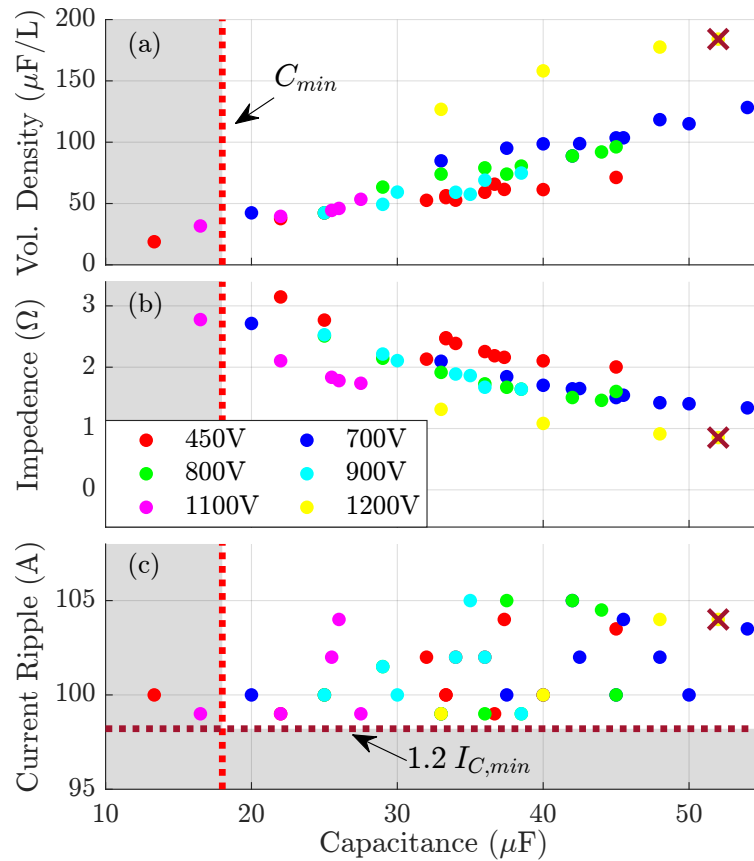 200
150
100
50
0
Vol. Density (μF/L)
(a)
C_min
3
2
1
0
Impedence (Ω)
(b)
450V 700V
800V 900V
1100V 1200V
105
100
95
Current Ripple (A)
(c)
1.2 I_C,min
10 20 30 40 50
Capacitance (μF)